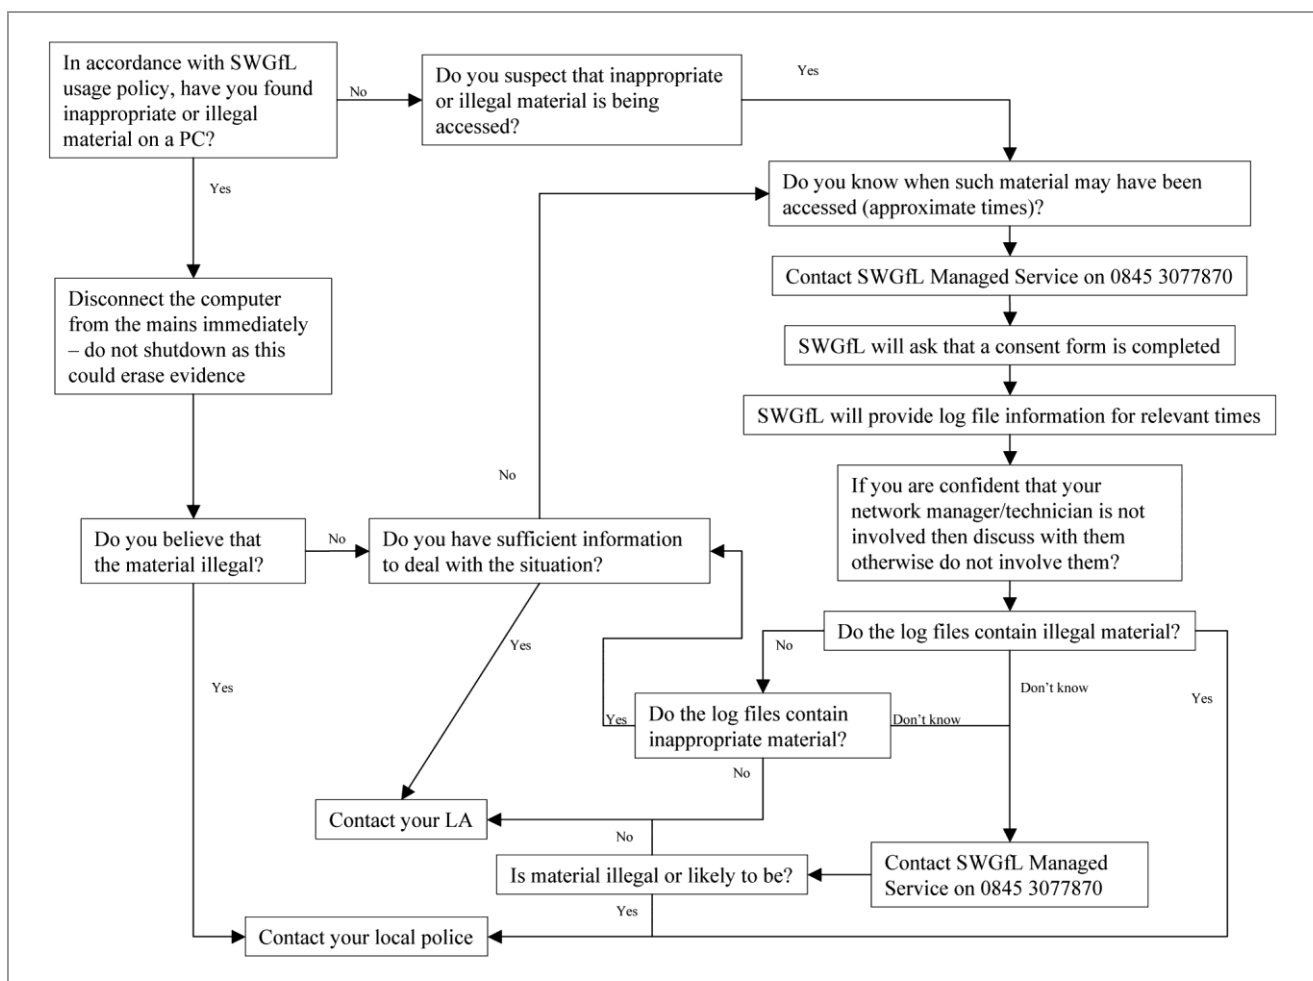 In accordance with SWGfL
usage policy, have you found
inappropriate or illegal
material on a PC?
No
Do you suspect that inappropriate
or illegal material is being
accessed?
Yes
Yes
Do you know when such material may have been
accessed (approximate times)?
Contact SWGfL Managed Service on 0845 3077870
Disconnect the computer
from the mains immediately
– do not shutdown as this
could erase evidence
SWGfL will ask that a consent form is completed
SWGfL will provide log file information for relevant times
No
If you are confident that your
network manager/technician is not
involved then discuss with them
otherwise do not involve them?
Do you believe that
the material illegal?
No
Do you have sufficient information
to deal with the situation?
Do the log files contain illegal material?
Yes
No
Yes
Don't know
Yes
Yes
Do the log files contain
inappropriate material?
Don't know
No
Contact your LA
No
Is material illegal or likely to be?
Contact SWGfL Managed
Service on 0845 3077870
Yes
Contact your local police